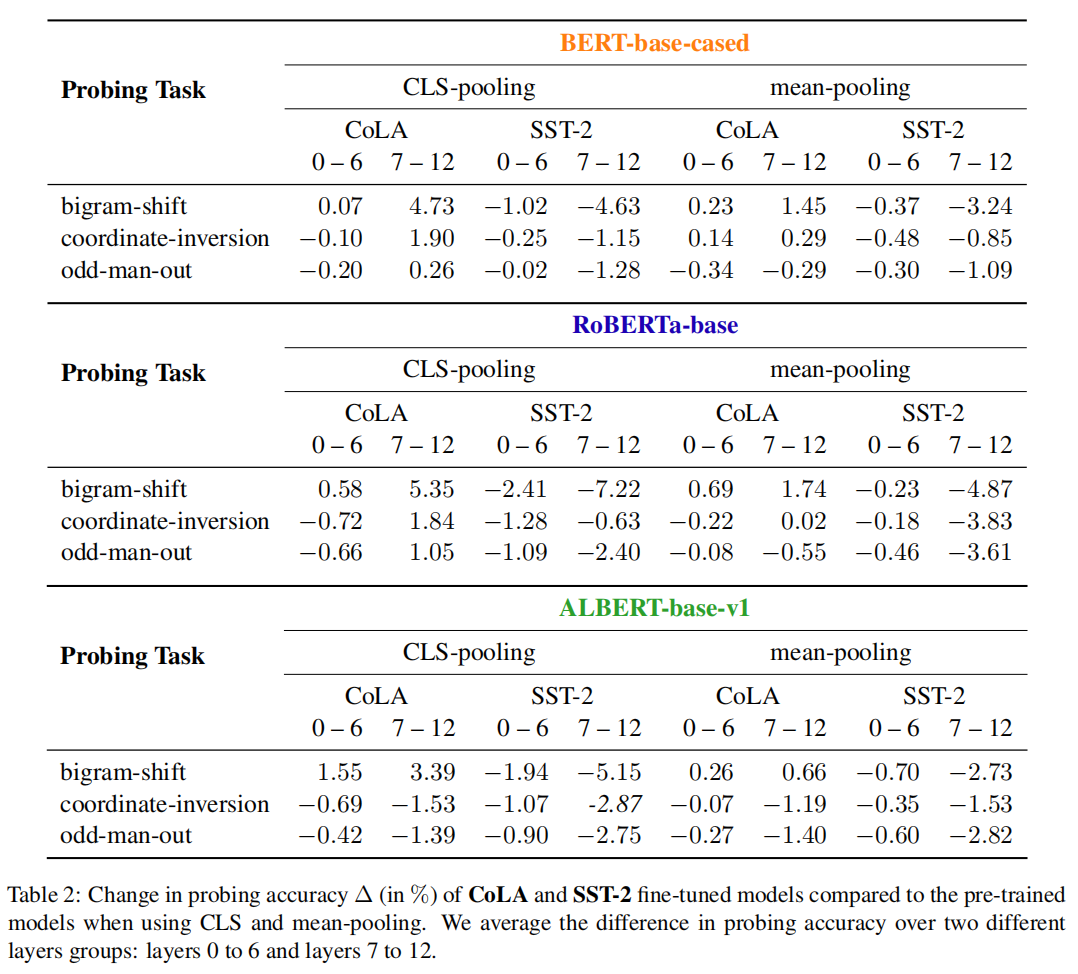 BERT-base-cased
Probing Task
CLS-pooling mean-pooling
CoLA SST-2 CoLA SST-2
0 – 6 7 – 12 0 – 6 7 – 12 0 – 6 7 – 12 0 – 6 7 – 12
bigram-shift 0.07 4.73 −1.02 −4.63 0.23 1.45 −0.37 −3.24
coordinate-inversion −0.10 1.90 −0.25 −1.15 0.14 0.29 −0.48 −0.85
odd-man-out −0.20 0.26 −0.02 −1.28 −0.34 −0.29 −0.30 −1.09
RoBERTa-base
Probing Task
CLS-pooling mean-pooling
CoLA SST-2 CoLA SST-2
0 – 6 7 – 12 0 – 6 7 – 12 0 – 6 7 – 12 0 – 6 7 – 12
bigram-shift 0.58 5.35 −2.41 −7.22 0.69 1.74 −0.23 −4.87
coordinate-inversion −0.72 1.84 −1.28 −0.63 −0.22 0.02 −0.18 −3.83
odd-man-out −0.66 1.05 −1.09 −2.40 −0.08 −0.55 −0.46 −3.61
ALBERT-base-v1
Probing Task
CLS-pooling mean-pooling
CoLA SST-2 CoLA SST-2
0 – 6 7 – 12 0 – 6 7 – 12 0 – 6 7 – 12 0 – 6 7 – 12
bigram-shift 1.55 3.39 −1.94 −5.15 0.26 0.66 −0.70 −2.73
coordinate-inversion −0.69 −1.53 −1.07 -2.87 −0.07 −1.19 −0.35 −1.53
odd-man-out −0.42 −1.39 −0.90 −2.75 −0.27 −1.40 −0.60 −2.82
Table 2: Change in probing accuracy Δ (in %) of CoLA and SST-2 fine-tuned models compared to the pre-trained
models when using CLS and mean-pooling. We average the difference in probing accuracy over two different
layers groups: layers 0 to 6 and layers 7 to 12.